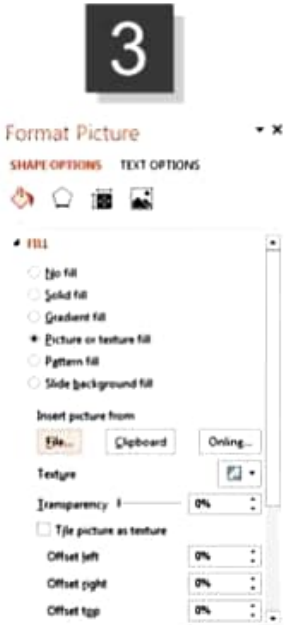 3
Format Picture
SHAPE OPTIONS TEXT OPTIONS
FILL
No fill
Solid fill
Gradient fill
Picture or texture fill
Pattern fill
Slide background fill
Insert picture from
File... Clipboard Online...
Texture
Transparency 0%
Tile picture as texture
Offset left 0%
Offset right 0%
Offset top 0%